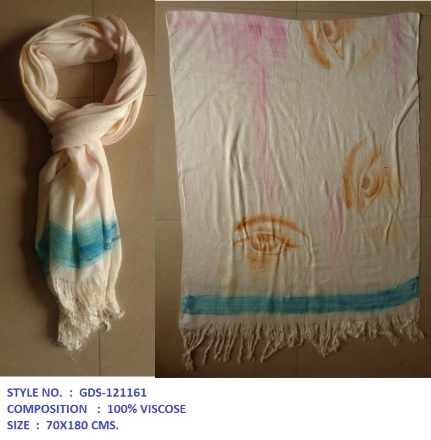 STYLE NO.  :  GDS-121161
COMPOSITION  :  100% VISCOSE
SIZE  :  70X180 CMS.